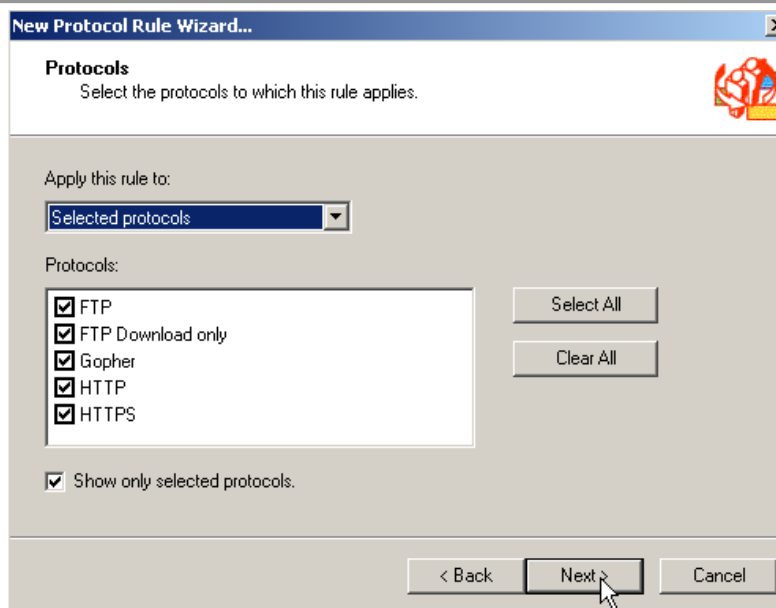 New Protocol Rule Wizard...
Protocols
Select the protocols to which this rule applies.
Apply this rule to:
Selected protocols
Protocols:
FTP
FTP Download only
Gopher
HTTP
HTTPS
Select All
Clear All
Show only selected protocols.
< Back
Next >
Cancel